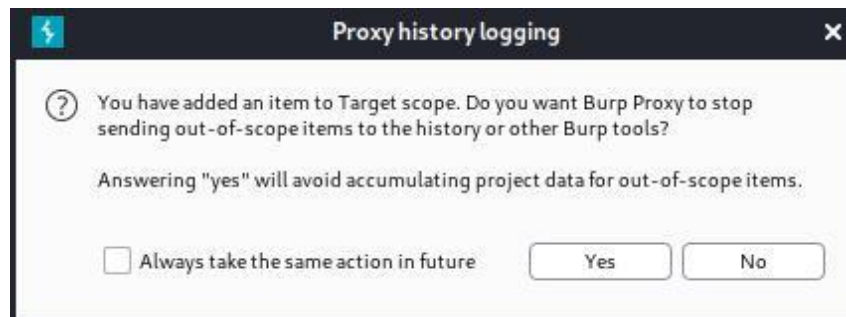 Proxy history logging
You have added an item to Target scope. Do you want Burp Proxy to stop
sending out-of-scope items to the history or other Burp tools?
Answering "yes" will avoid accumulating project data for out-of-scope items.
Always take the same action in future
Yes
No